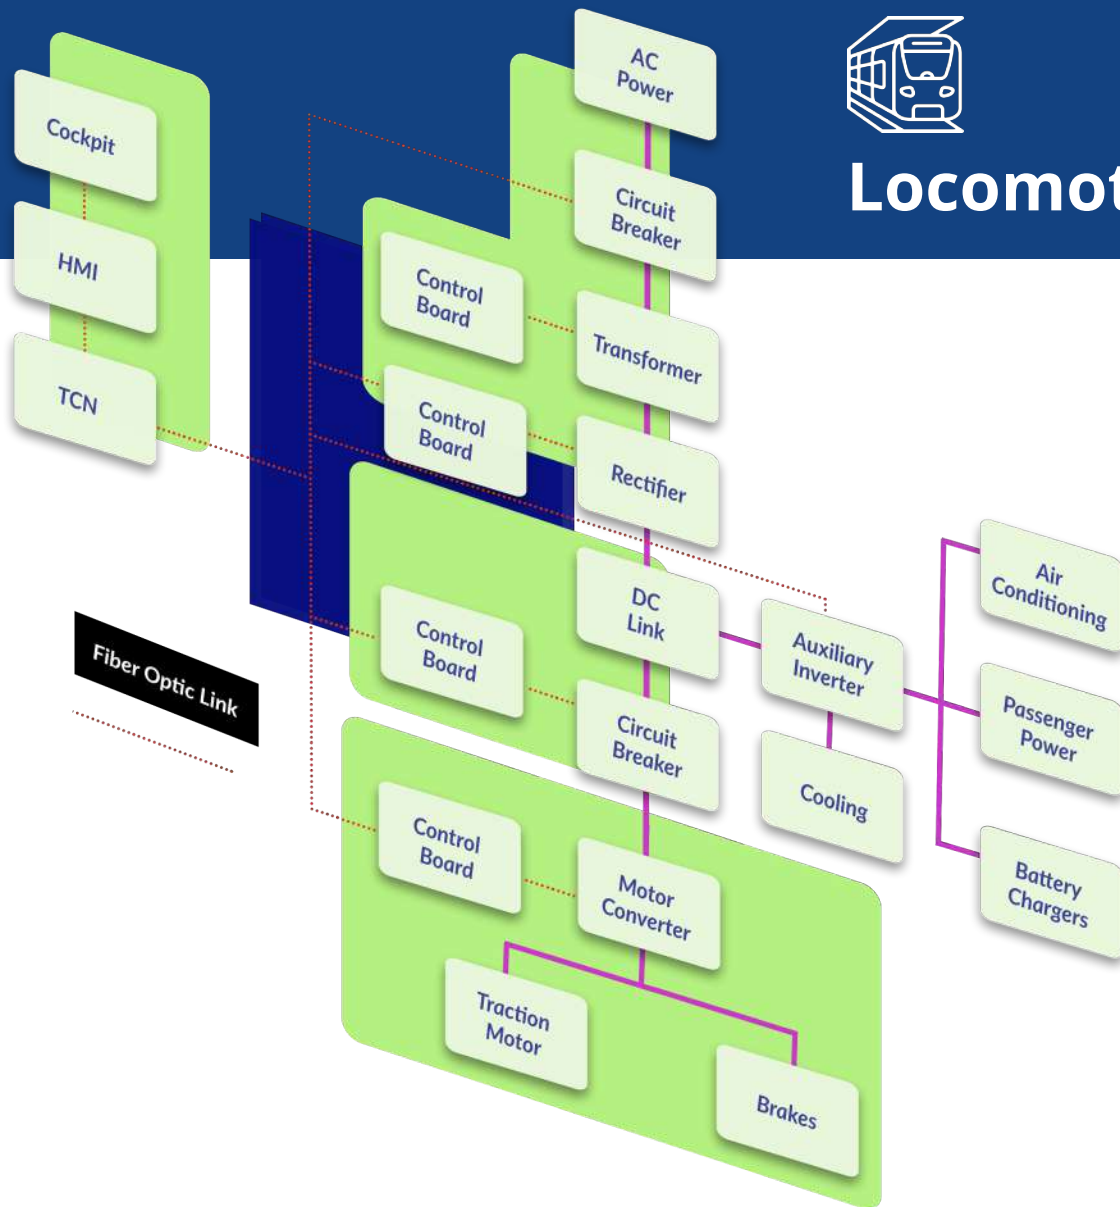 AC
Power
Locomot
Cockpit
Circuit
Breaker
HMI
Control
Board
Transformer
TCN
Control
Board
Rectifier
Air
Conditioning
DC
Link
Auxiliary
Inverter
Control
Board
Fiber Optic Link
Passenger
Power
Circuit
Breaker
Cooling
Control
Board
Motor
Converter
Battery
Chargers
Traction
Motor
Brakes